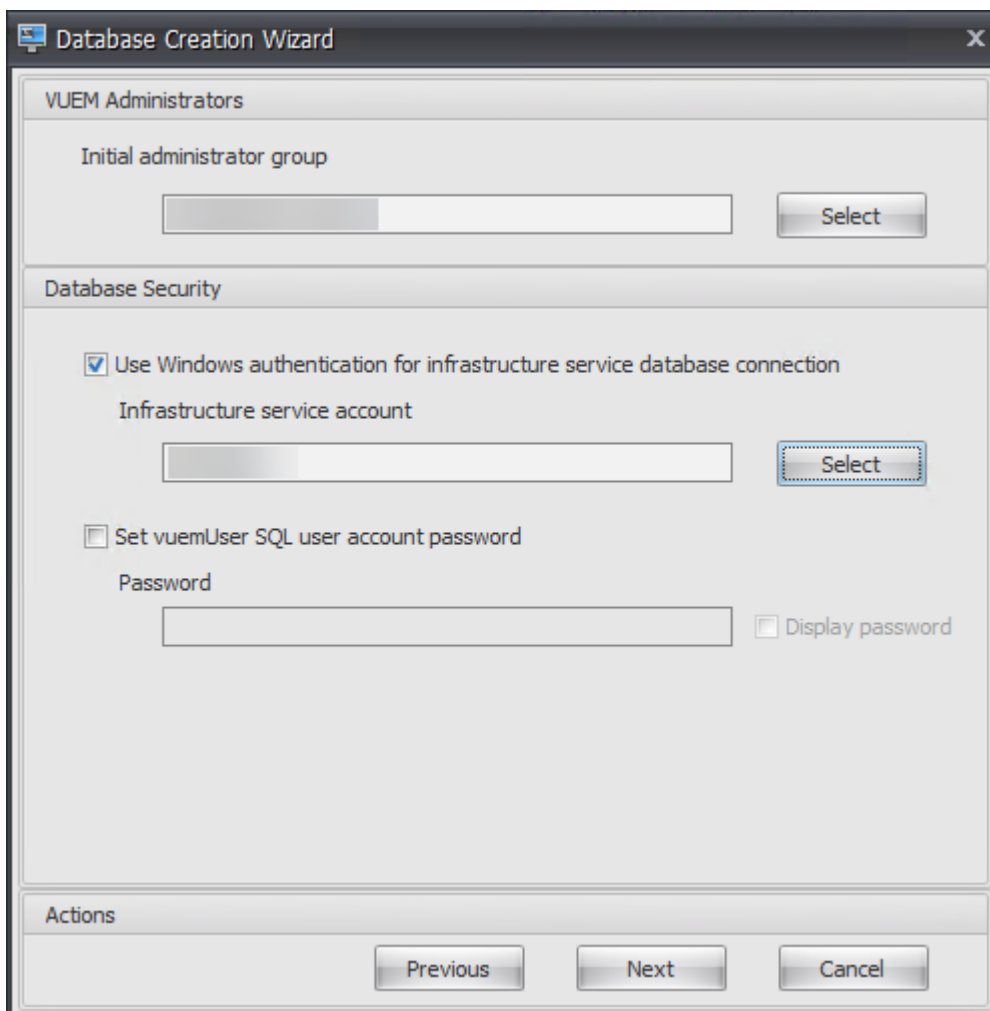 Database Creation Wizard
x
VUEM Administrators
Initial administrator group
Select
Database Security
Use Windows authentication for infrastructure service database connection
Infrastructure service account
Select
Set vuemUser SQL user account password
Password
Display password
Actions
Previous Next Cancel